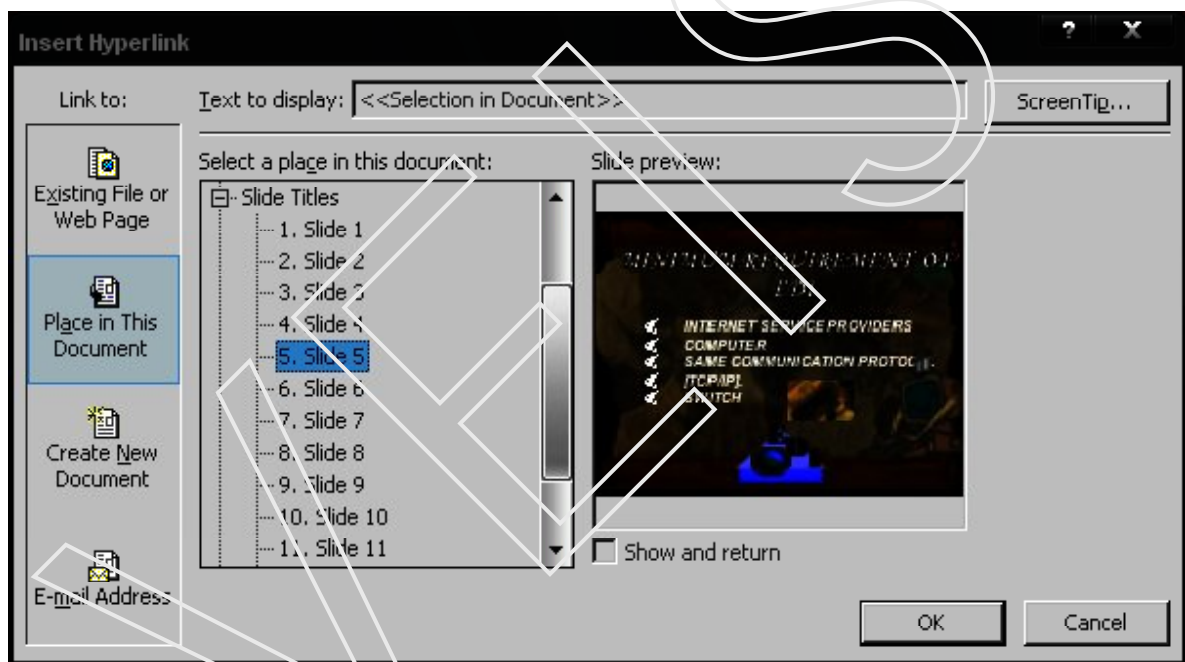 Insert Hyperlink
? X
Link to:
Text to display: <<Selection in Document>>
ScreenTip...
Existing File or
Web Page
Place in This
Document
Create New
Document
E-mail Address
Select a place in this document:
Slide Titles
1. Slide 1
2. Slide 2
3. Slide 3
4. Slide 4
5. Slide 5
6. Slide 6
7. Slide 7
8. Slide 8
9. Slide 9
10. Slide 10
11. Slide 11
Slide preview:
MINIMUM REQUIREMENT OF
INTERNET SERVICE PROVIDERS
COMPUTER
SAME COMMUNICATION
[TCP/IP].
SWITCH
Show and return
OK
Cancel